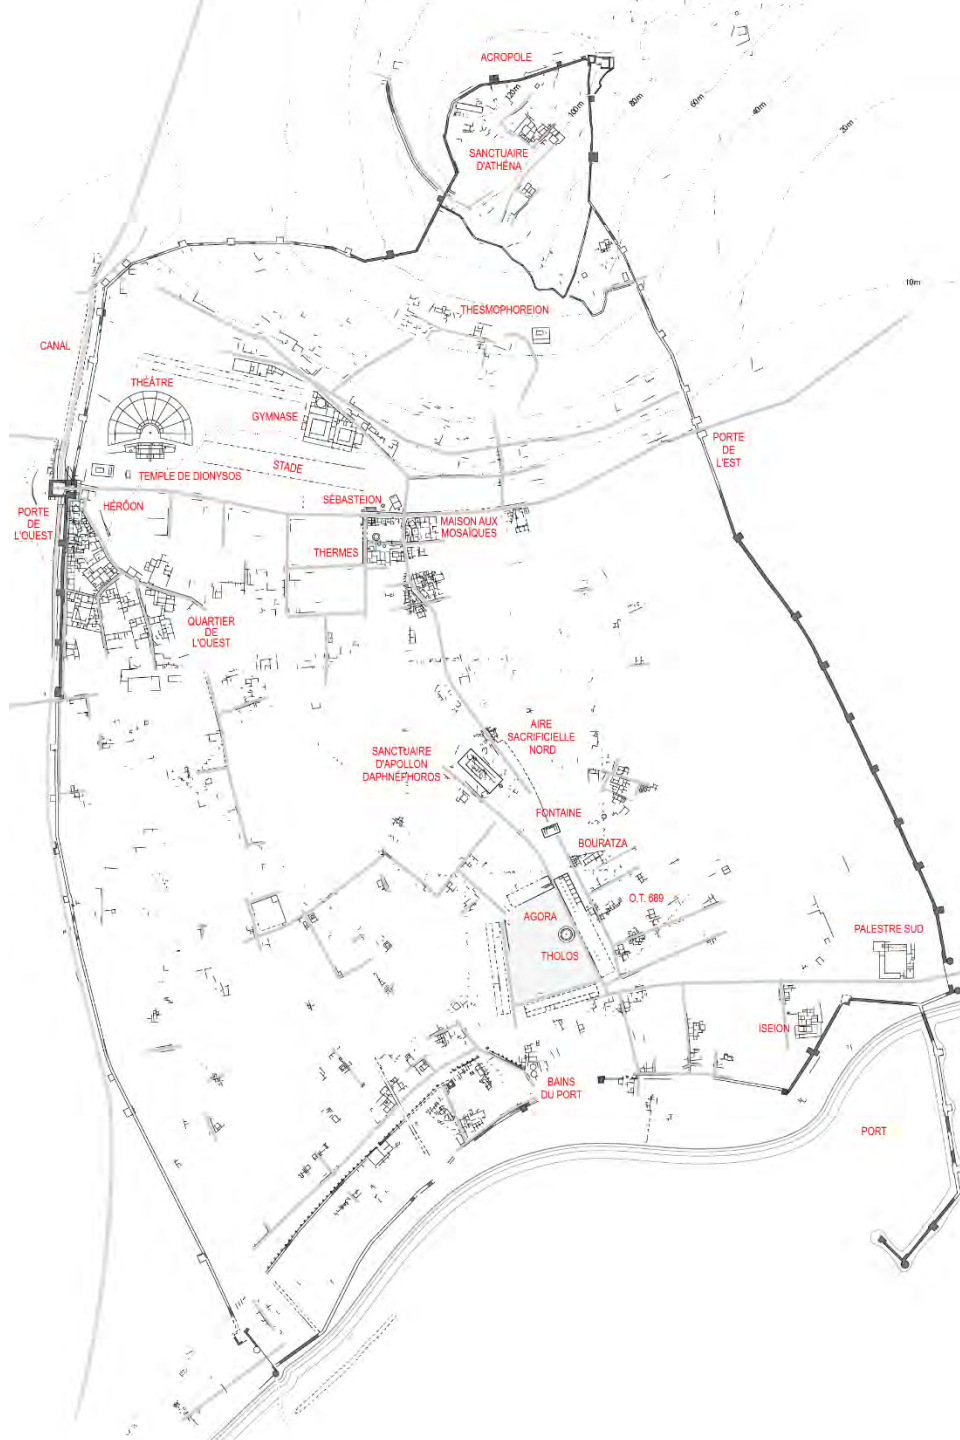 ACROPOLE
120m
100m
80m
60m
40m
20m
SANCTUAIRE
D'ATHÉNA
10m
THESMOPHOREION
CANAL
THÉÂTRE
GYMNASE
PORTE
DE
L'EST
STADE
TEMPLE DE DIONYSOS
SÉBASTEION
HÉRÔON
PORTE
DE
L'OUEST
MAISON AUX
MOSAÏQUES
THERMES
QUARTIER
DE
L'OUEST
AIRE
SACRIFICIELLE
NORD
SANCTUAIRE
D'APOLLON
DAPHNÉPHOROS
FONTAINE
BOURATZA
O.T. 689
AGORA
THOLOS
PALESTRE SUD
ISEION
BAINS
DU PORT
PORT